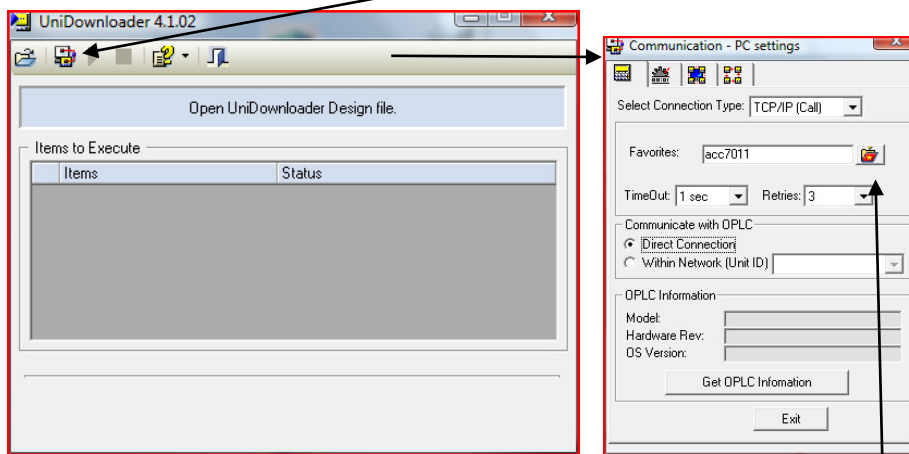 UniDownloader 4.1.02
Open UniDownloader Design file.
Items to Execute
Items Status
Communication - PC settings
Select Connection Type: TCP/IP (Call)
Favorites: acc7011
TimeOut: 1 sec Retries: 3
Communicate with OPLC
Direct Connection
Within Network (Unit ID)
OPLC Information
Model:
Hardware Rev:
OS Version:
Get OPLC Infomation
Exit